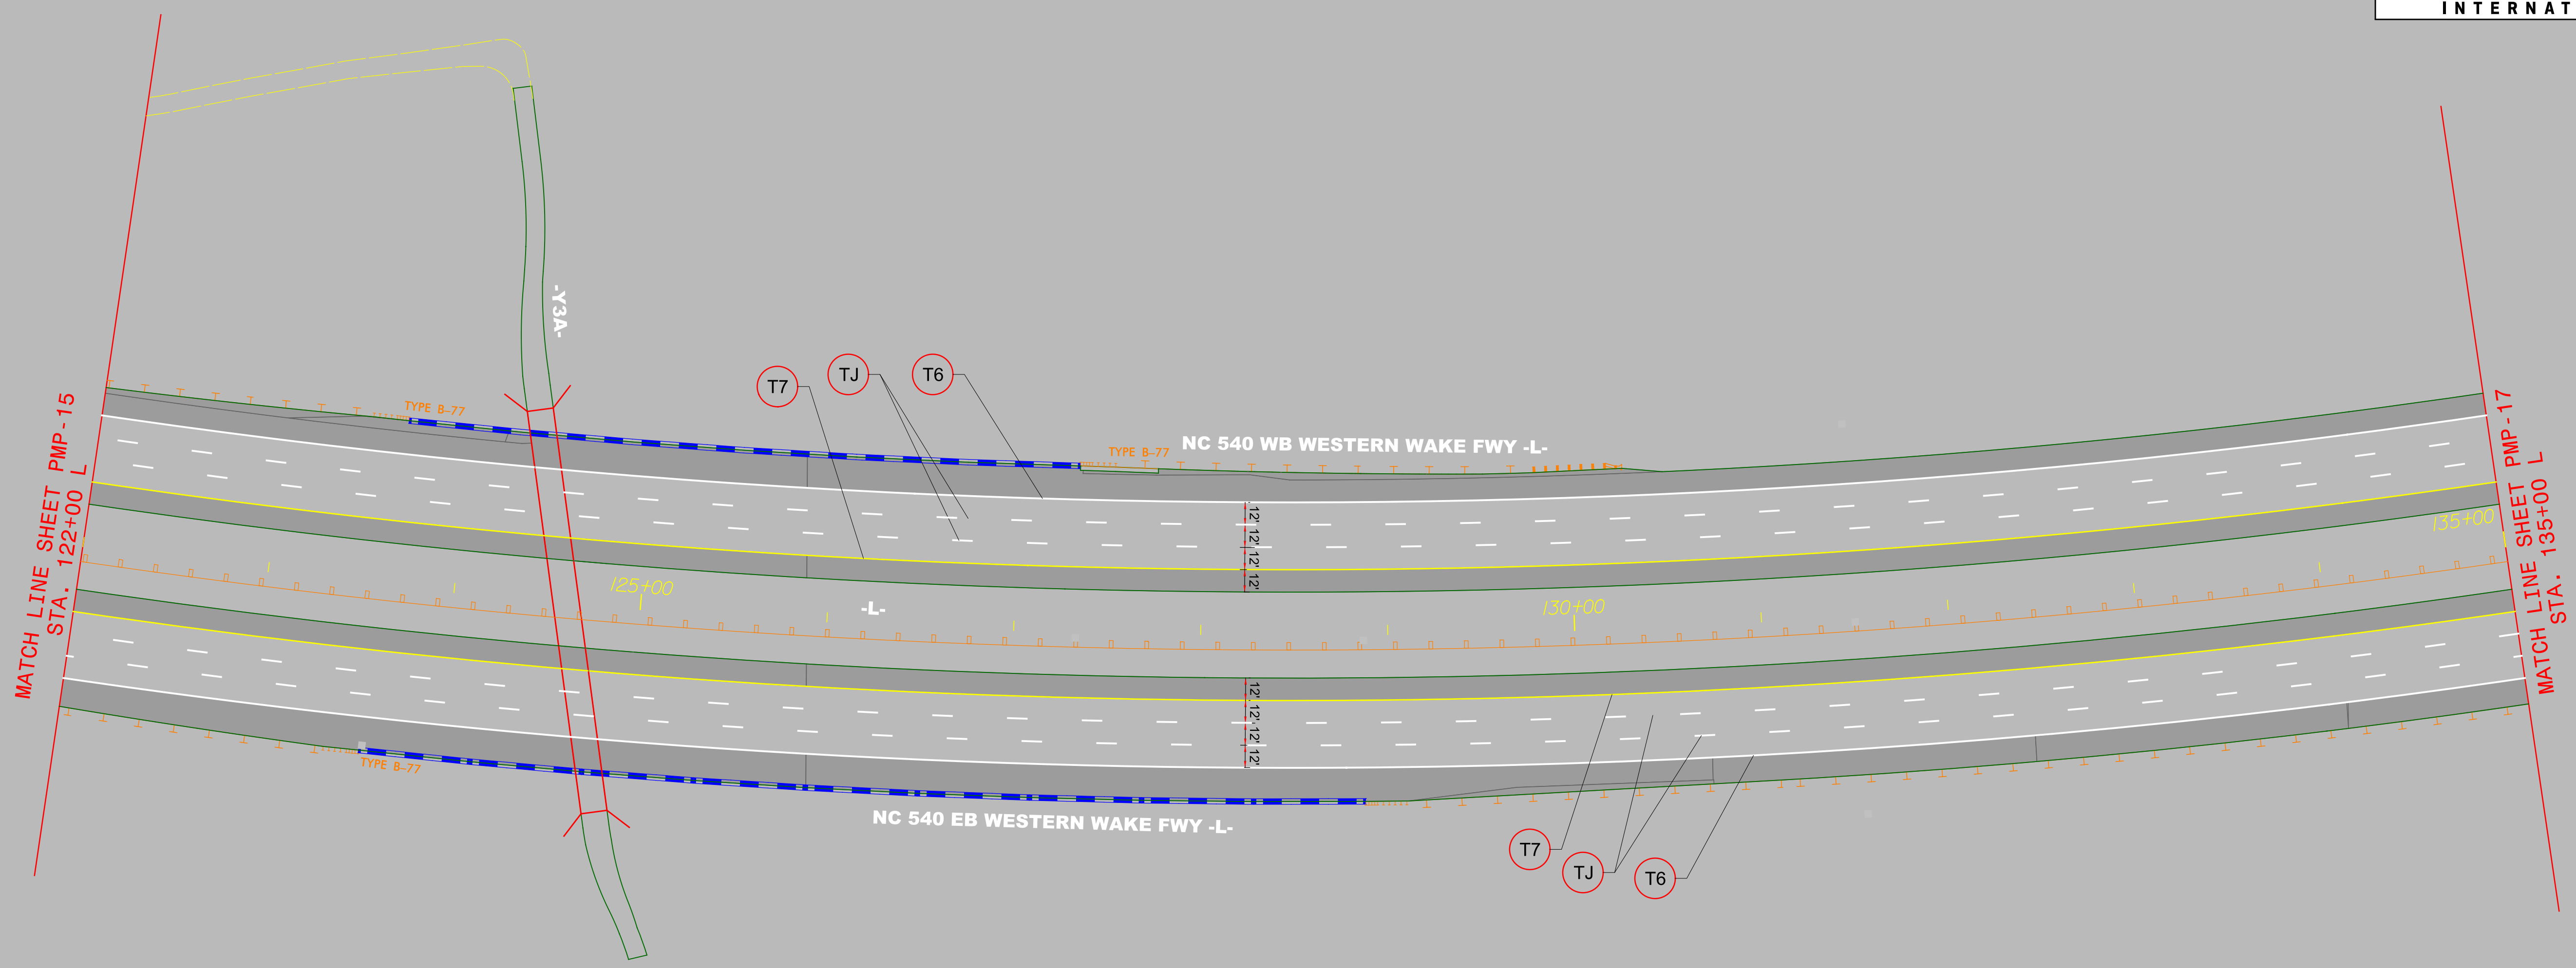 INTERNAT
MATCH LINE SHEET PMP-15
STA. 122+00 L
-Y3A-
TYPE B-77
T7
TJ
T6
TYPE B-77
NC 540 WB WESTERN WAKE FWY -L-
12' 12' 12' 12'
125+00
-L-
130+00
135+00
MATCH LINE SHEET PMP-17
STA. 135+00 L
12' 12' 12' 12'
TYPE B-77
NC 540 EB WESTERN WAKE FWY -L-
T7
TJ
T6